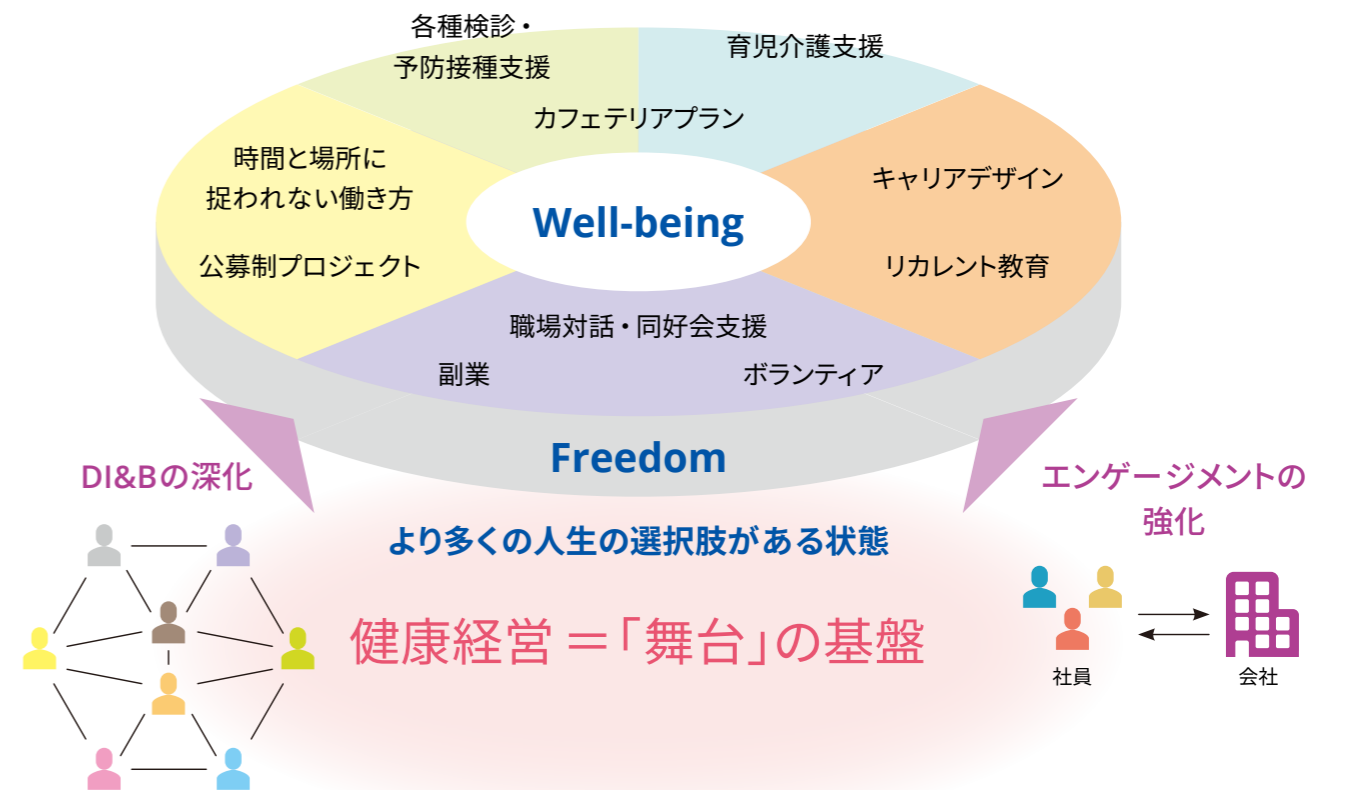 各種検診・
予防接種支援
育児介護支援
カフェテリアプラン
時間と場所に
捉われない働き方
公募制プロジェクト
Well-being
キャリアデザイン
リカレント教育
職場対話・同好会支援
副業
ボランティア
Freedom
DI&Bの深化
エンゲージメントの
強化
より多くの人生の選択肢がある状態
健康経営＝「舞台」の基盤
社員
会社